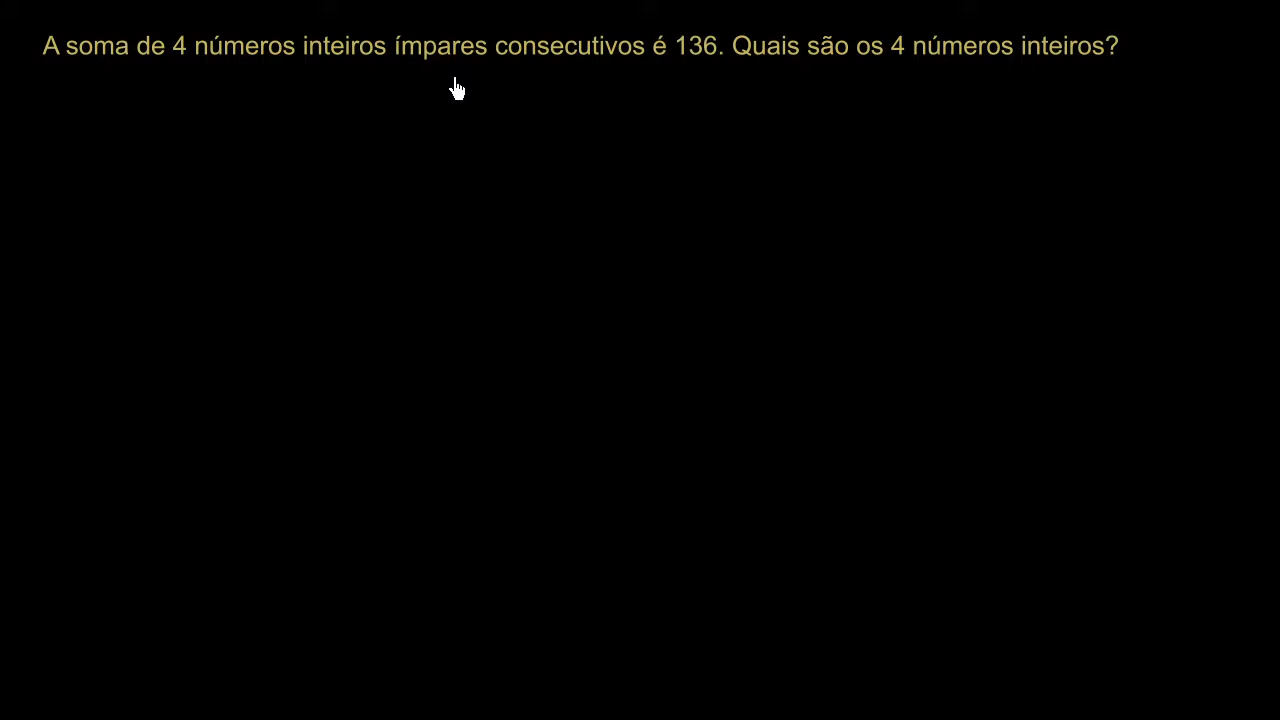 A soma de 4 números inteiros ímpares consecutivos é 136. Quais são os 4 números inteiros?